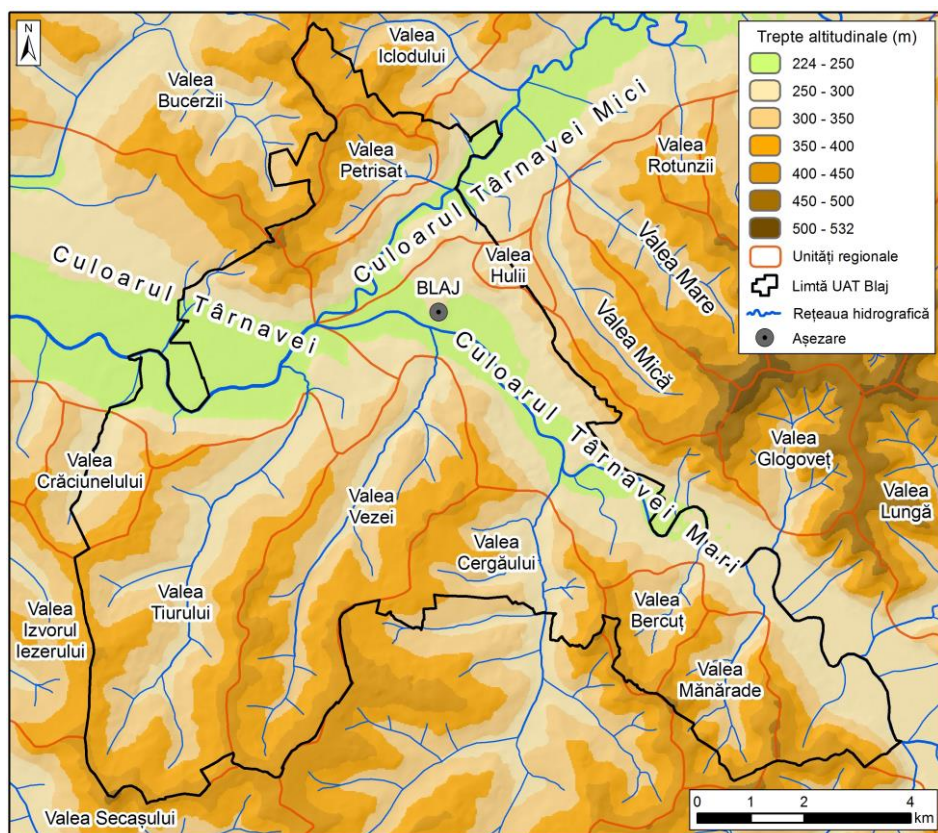 N
Trepte altitudinale (m)
224 - 250
250 - 300
300 - 350
350 - 400
400 - 450
450 - 500
500 - 532
Unități regionale
Limtă UAT Blaj
Rețeaua hidrografică
Așezare
Valea
Iclodului
Valea
Bucerzii
Valea
Petrisat
Culoarul Târnavei Mici
Valea
Rotunzii
Valea Mare
Valea
Hulii
Valea Mică
Culoarul Târnavei
BLAJ
Culoarul Târnavei Mari
Valea
Glogoveț
Valea
Lungă
Valea
Crăciunelului
Valea
Vezei
Valea
Cergăului
Valea
Tiurului
Valea
Izvorul
Iezerului
Valea
Bercuț
Valea
Mănărade
Valea Secașului
0 1 2 4
km